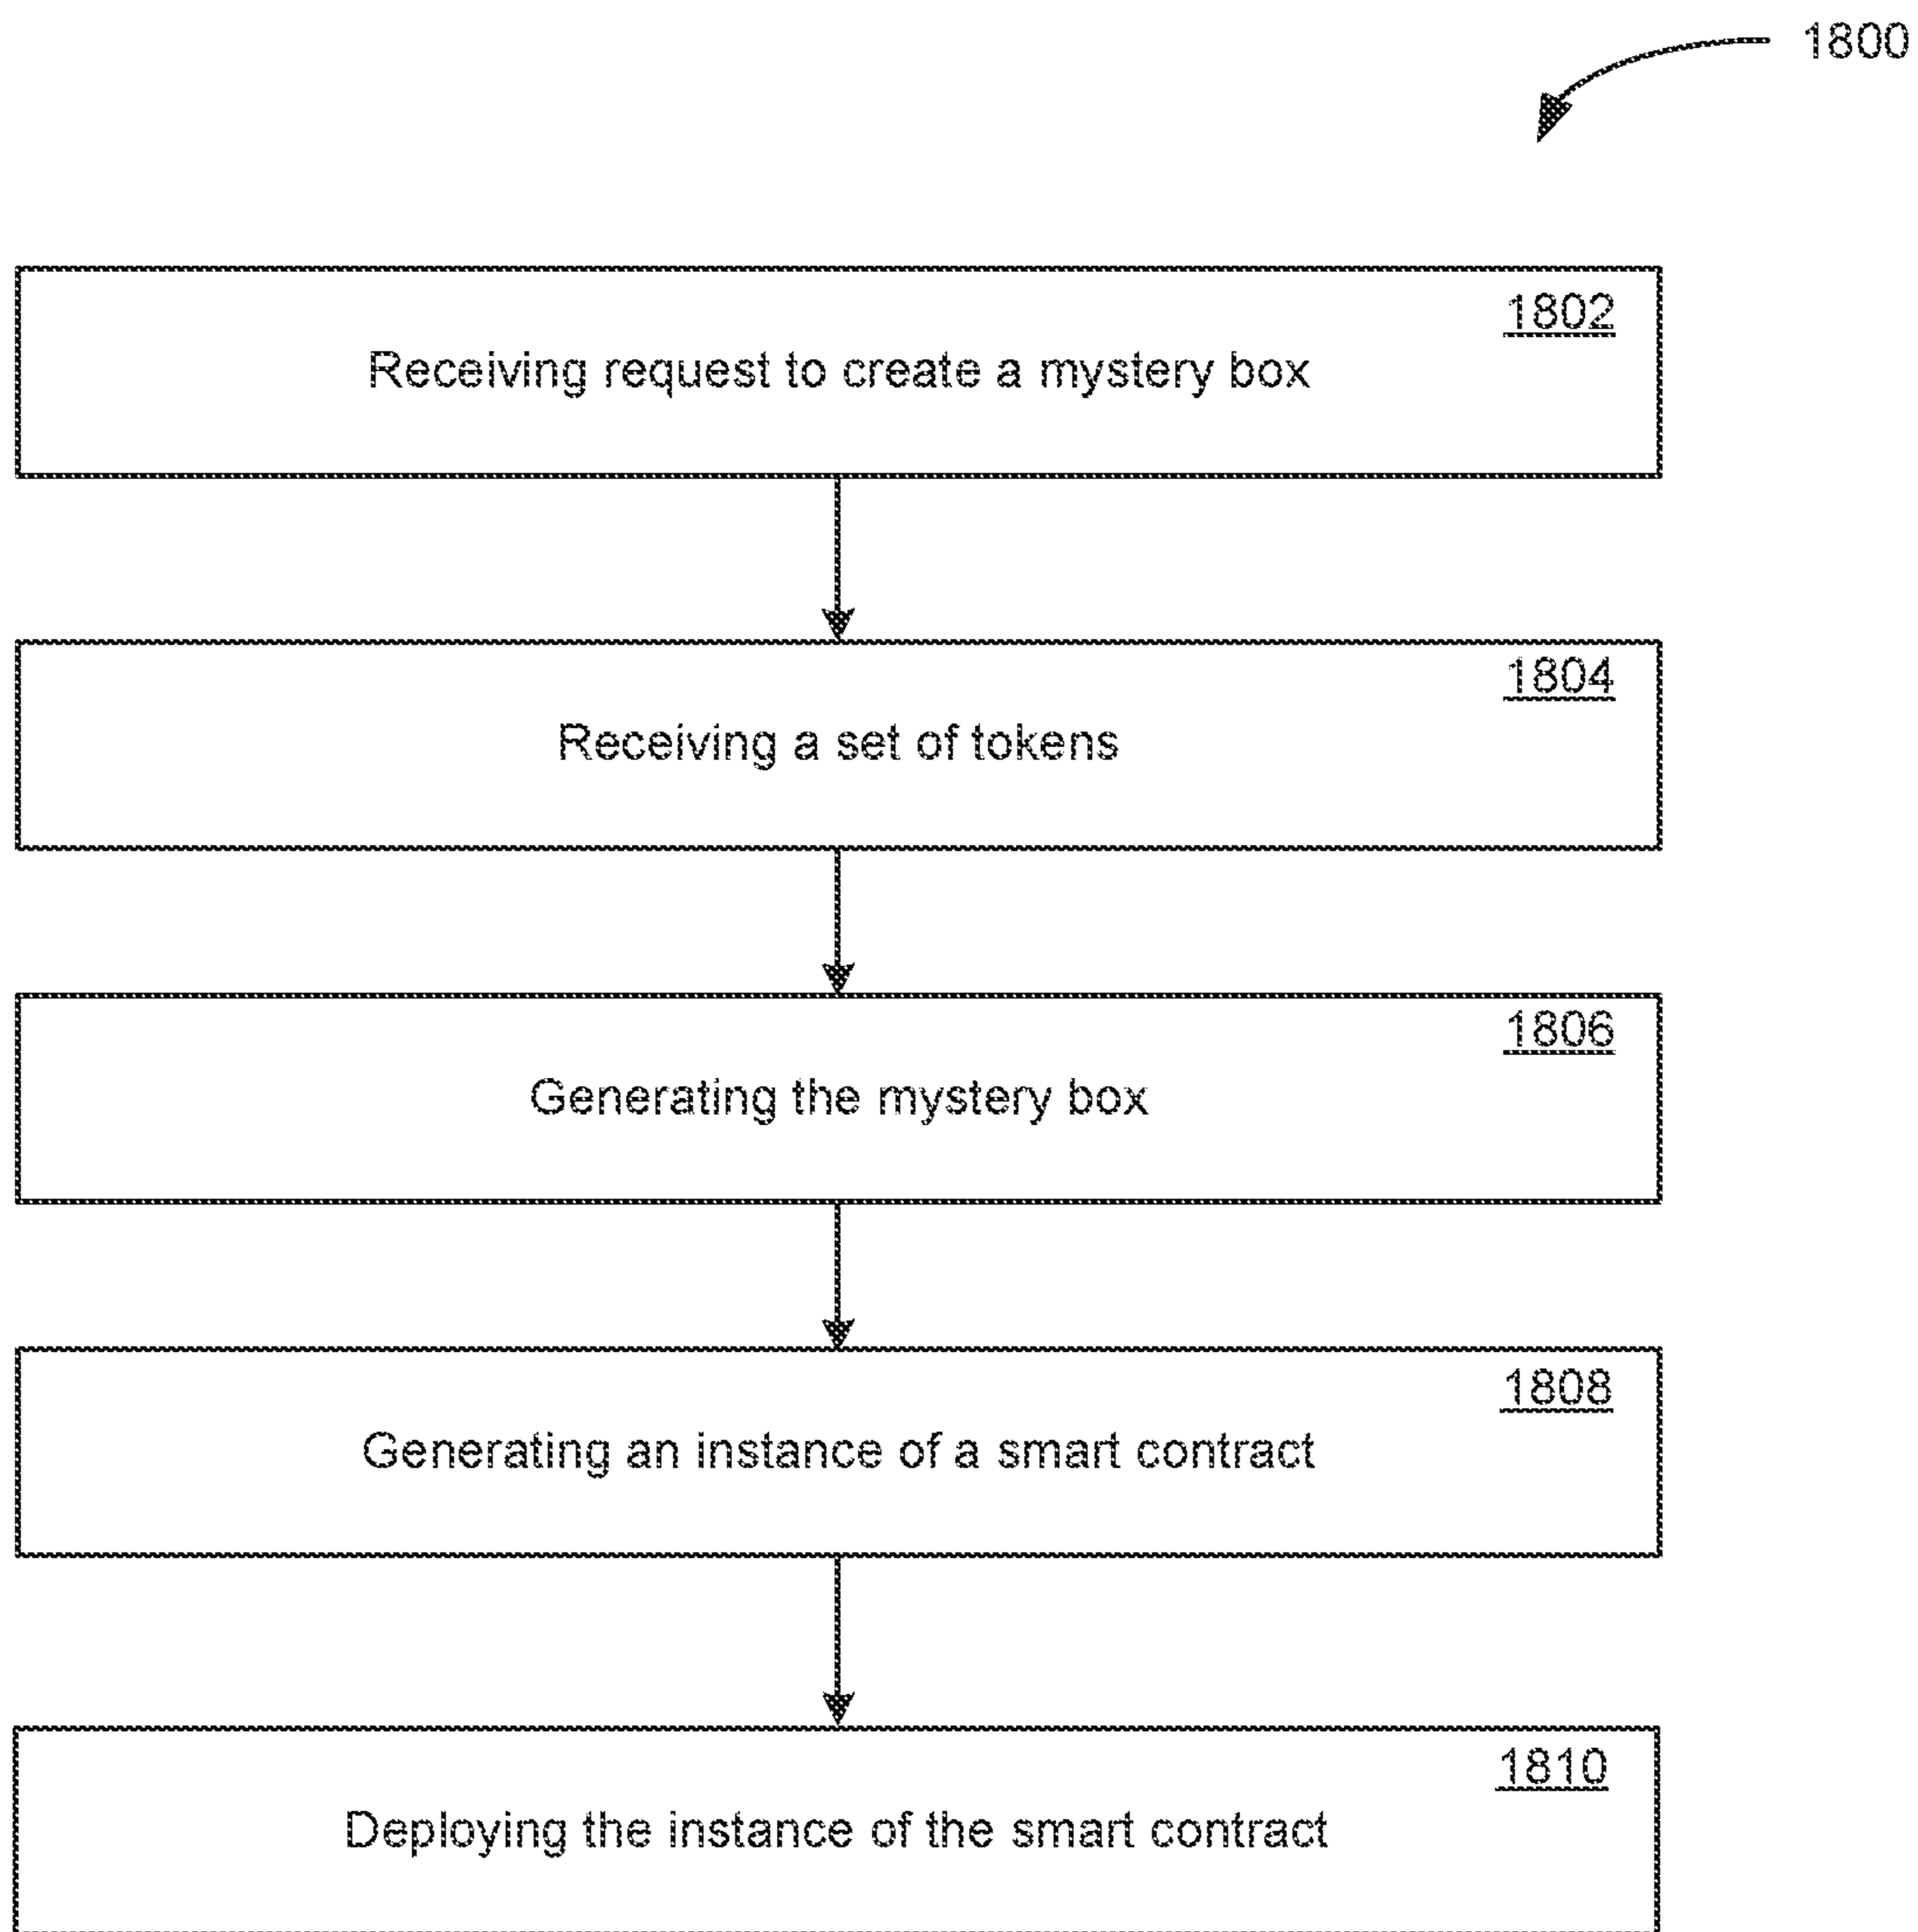 1800
1802
Receiving request to create a mystery box
1804
Receiving a set of tokens
1806
Generating the mystery box
1808
Generating an instance of a smart contract
1810
Deploying the instance of the smart contract